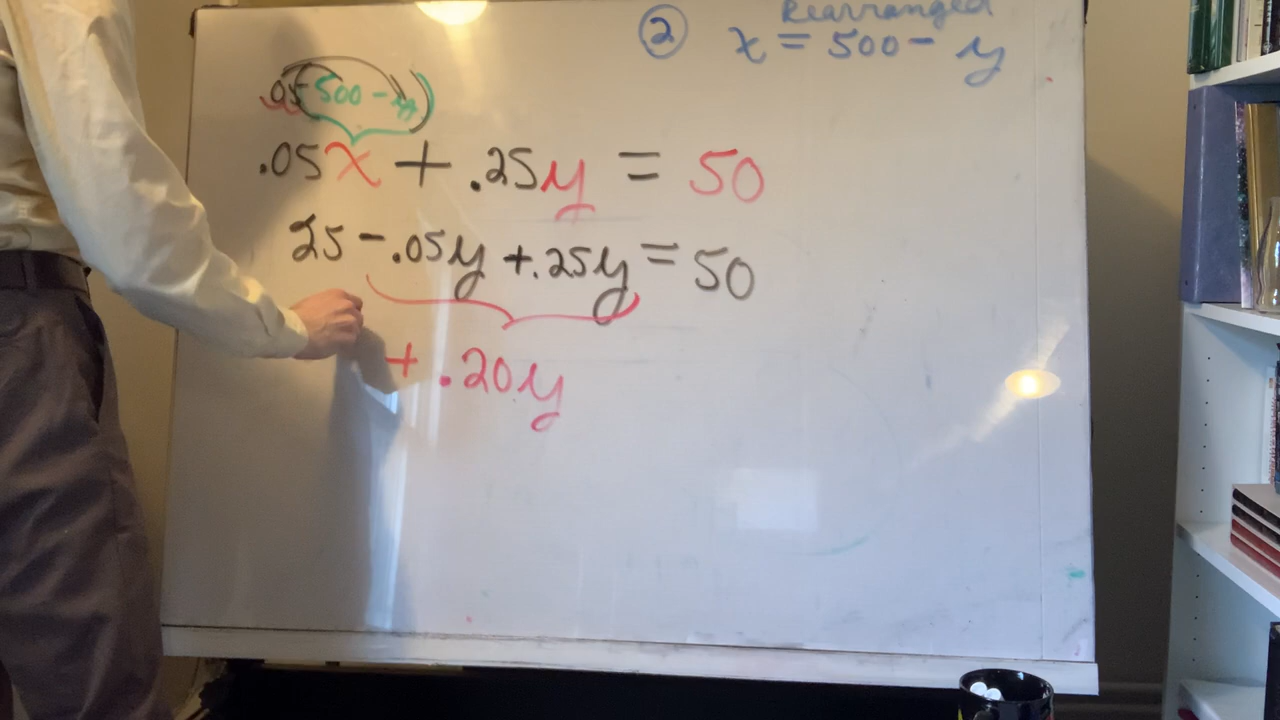 ② Rearranged
x = 500 - y
.05(500 - y)
.05x + .25y = 50
25 - .05y + .25y = 50
+ .20y